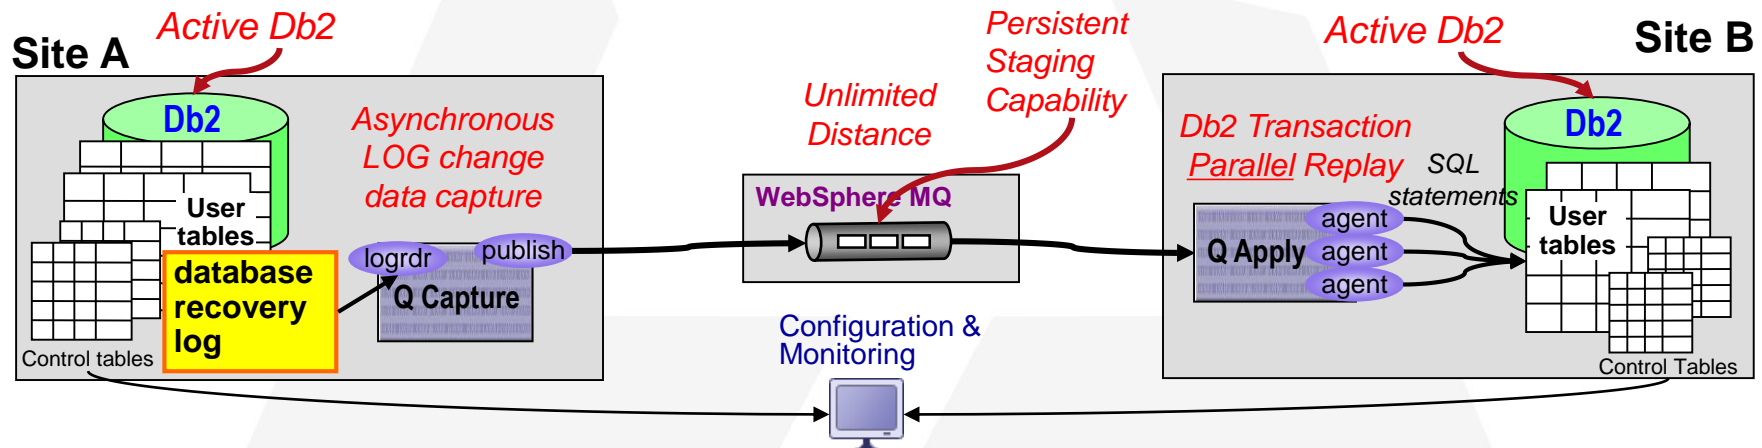 Site A
Active Db2
Db2
Asynchronous
LOG change
data capture
User
tables
database
recovery
log
logrdr
publish
Q Capture
Control tables
Unlimited
Distance
Persistent
Staging
Capability
WebSphere MQ
Configuration &
Monitoring
Site B
Active Db2
Db2
Db2 Transaction
Parallel Replay
SQL
statements
Q Apply
agent
agent
agent
User
tables
Control Tables